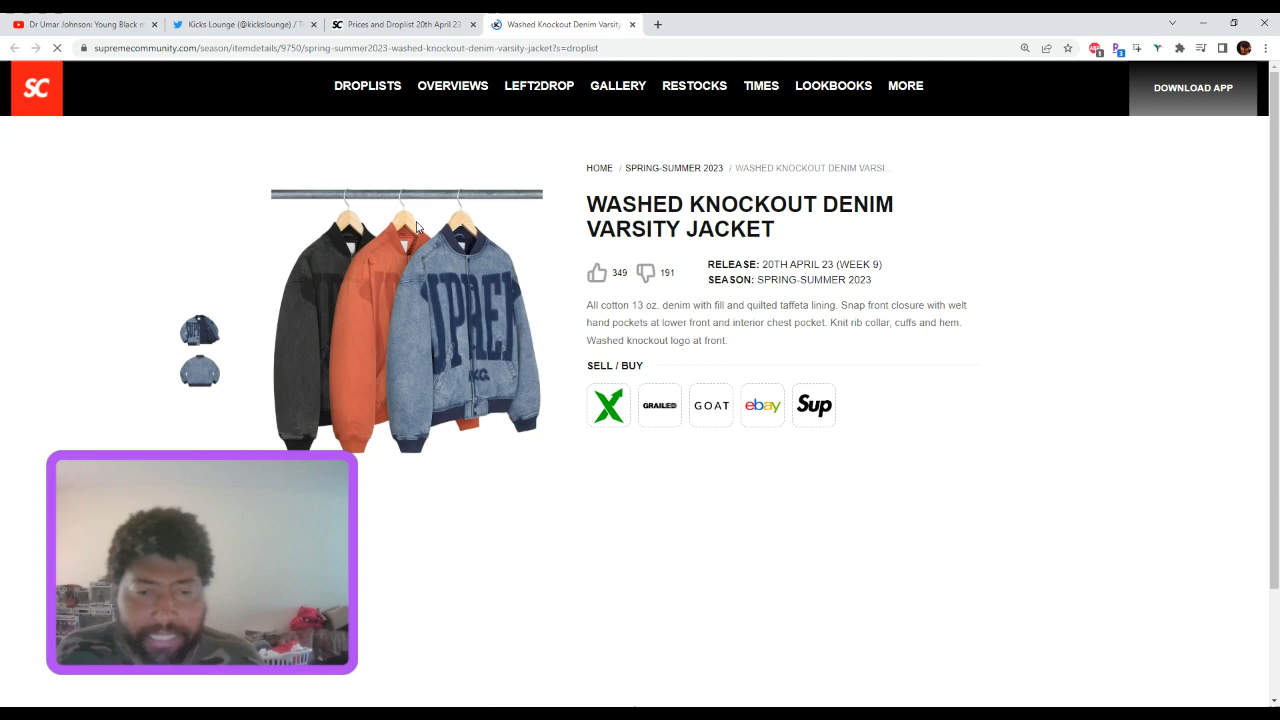 Dr Umar Johnson: Young Black m
Kicks Lounge (@kickslounge) / T
SC Prices and Droplist 20th April 23
Washed Knockout Denim Varsity
supremecommunity.com/season/itemdetails/9750/spring-summer2023-washed-knockout-denim-varsity-jacket?s=droplist
SC
DROPLISTS OVERVIEWS LEFT2DROP GALLERY RESTOCKS TIMES LOOKBOOKS MORE
DOWNLOAD APP
HOME / SPRING-SUMMER 2023 / WASHED KNOCKOUT DENIM VARSI...
WASHED KNOCKOUT DENIM
VARSITY JACKET
349 191
RELEASE: 20TH APRIL 23 (WEEK 9)
SEASON: SPRING-SUMMER 2023
All cotton 13 oz. denim with fill and quilted taffeta lining. Snap front closure with welt
hand pockets at lower front and interior chest pocket. Knit rib collar, cuffs and hem.
Washed knockout logo at front.
SELL / BUY
X GRAILED GOAT ebay Sup
UPREM